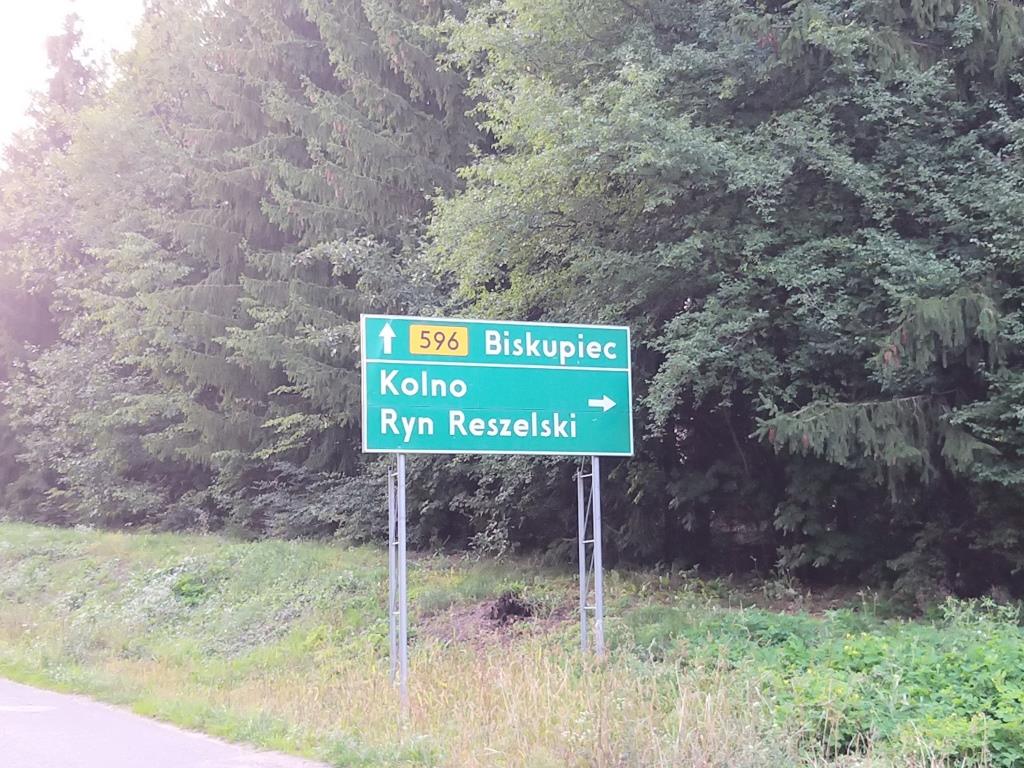 596 Biskupiec
Kolno
Ryn Reszelski